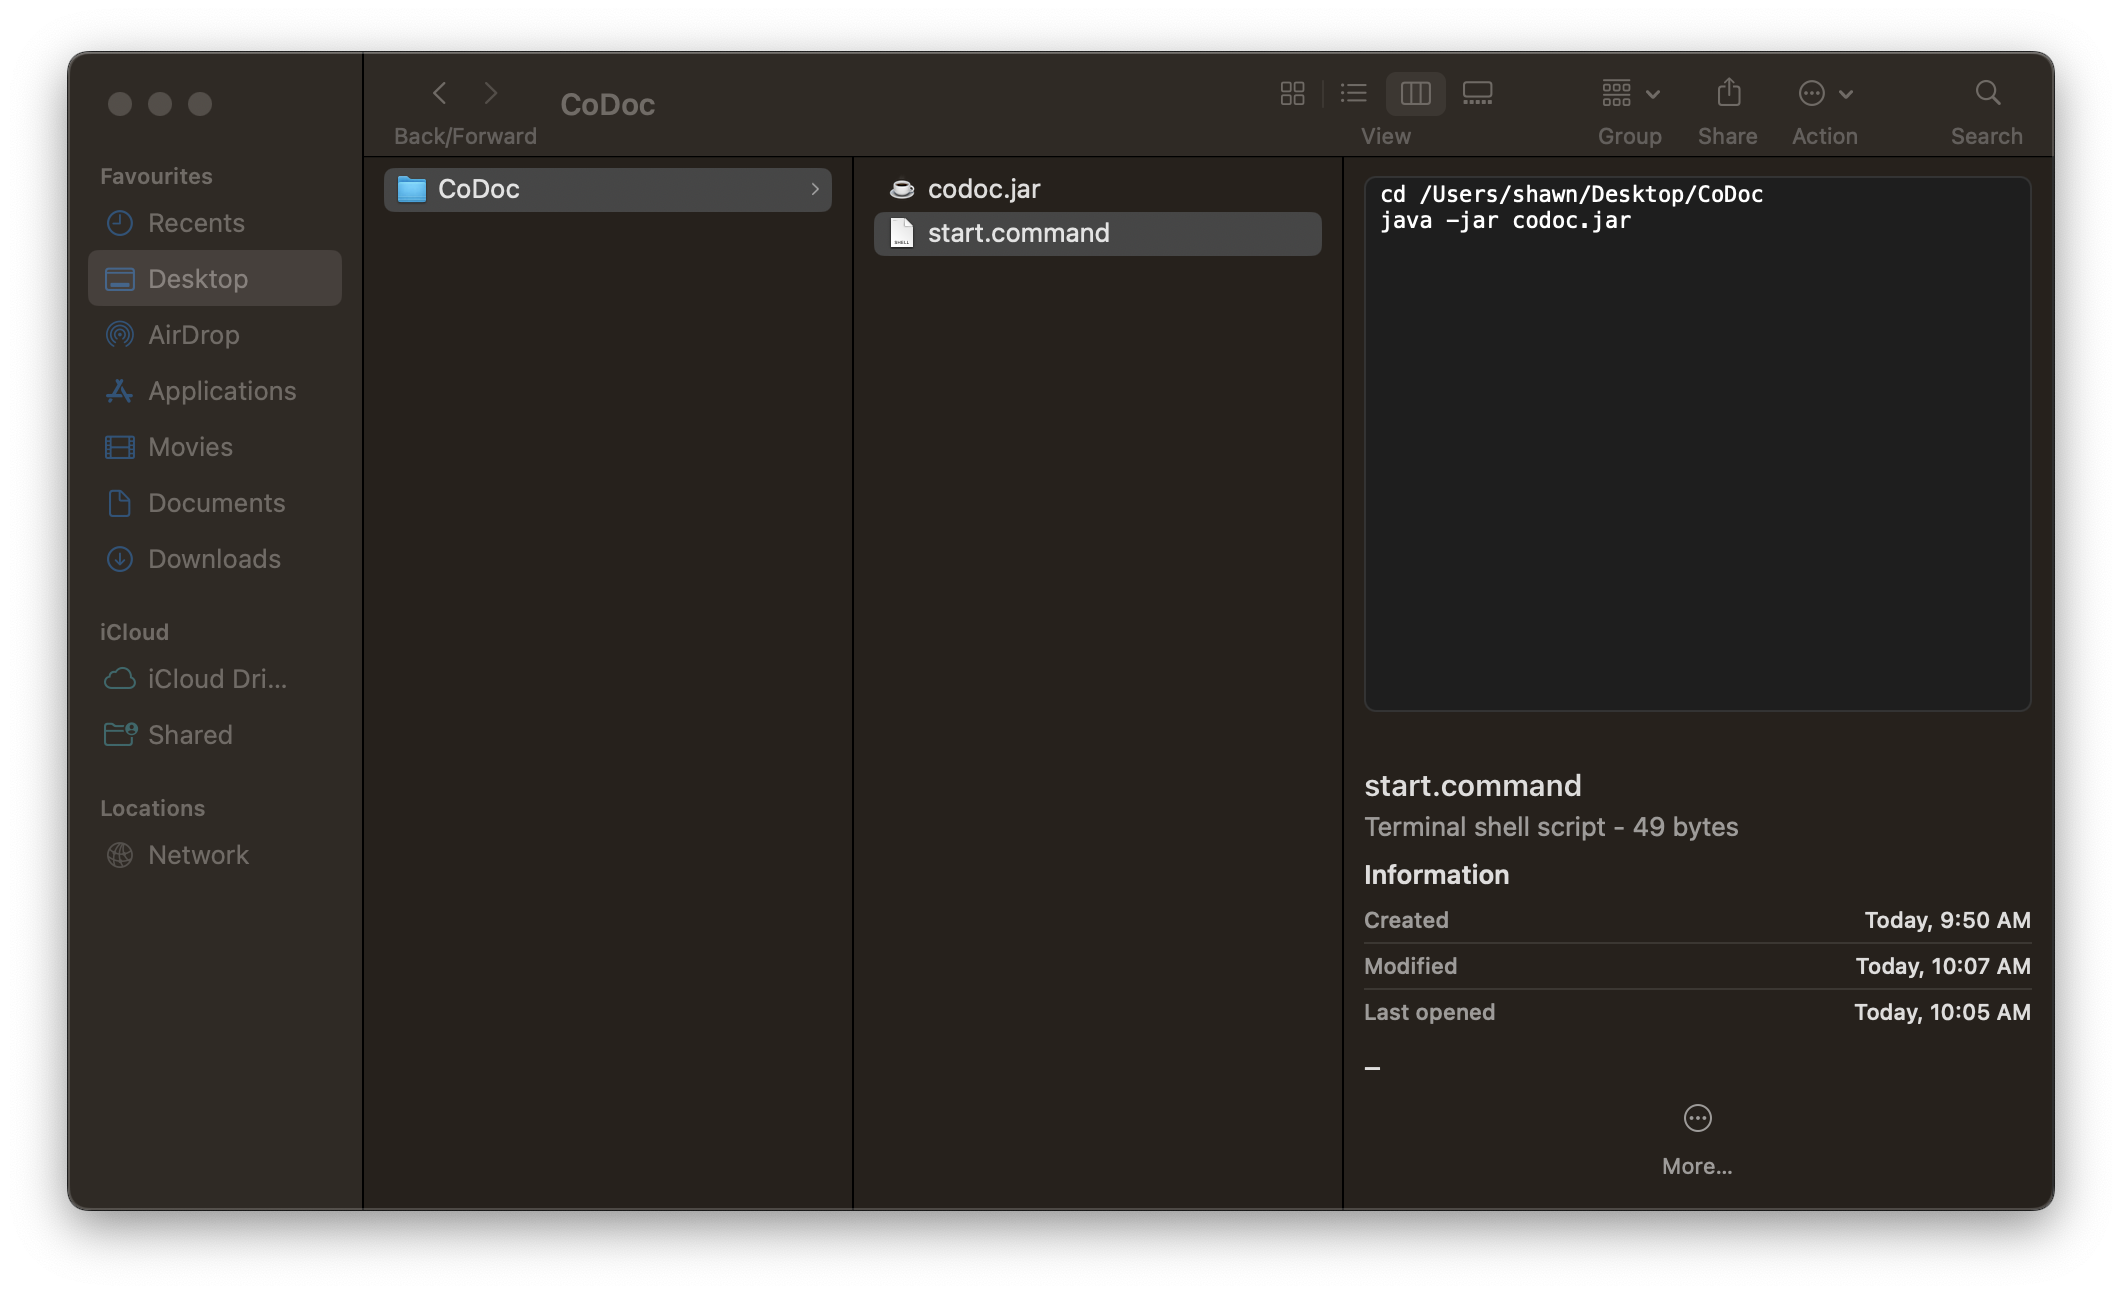 CoDoc
Back/Forward
View
Group
Share
Action
Search
Favourites
Recents
Desktop
AirDrop
Applications
Movies
Documents
Downloads
iCloud
iCloud Dri...
Shared
Locations
Network
CoDoc
codoc.jar
SHELL
start.command
cd /Users/shawn/Desktop/CoDoc
java -jar codoc.jar
start.command
Terminal shell script - 49 bytes
Information
Created Today, 9:50 AM
Modified Today, 10:07 AM
Last opened Today, 10:05 AM
–
More...